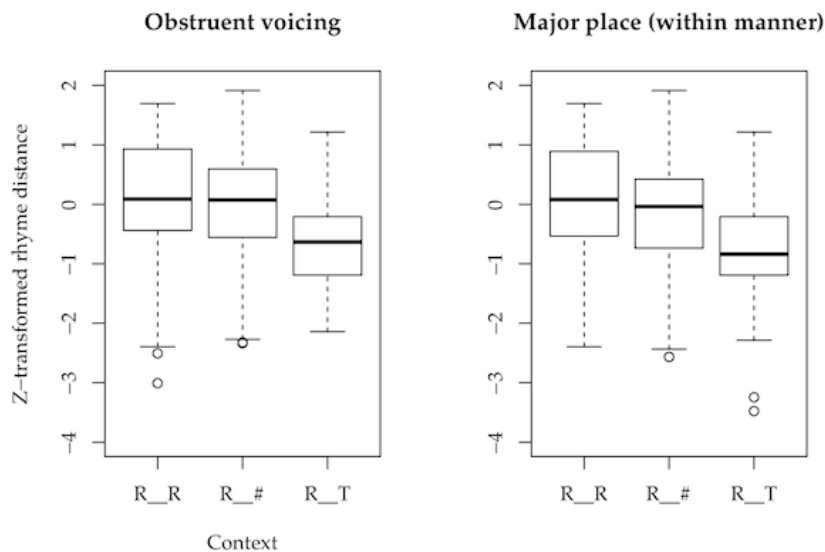 Obstruent voicing
Z−transformed rhyme distance
2
1
0
−1
−2
−3
−4
R__R R__# R__T
Context
Major place (within manner)
2
1
0
−1
−2
−3
−4
R__R R__# R__T